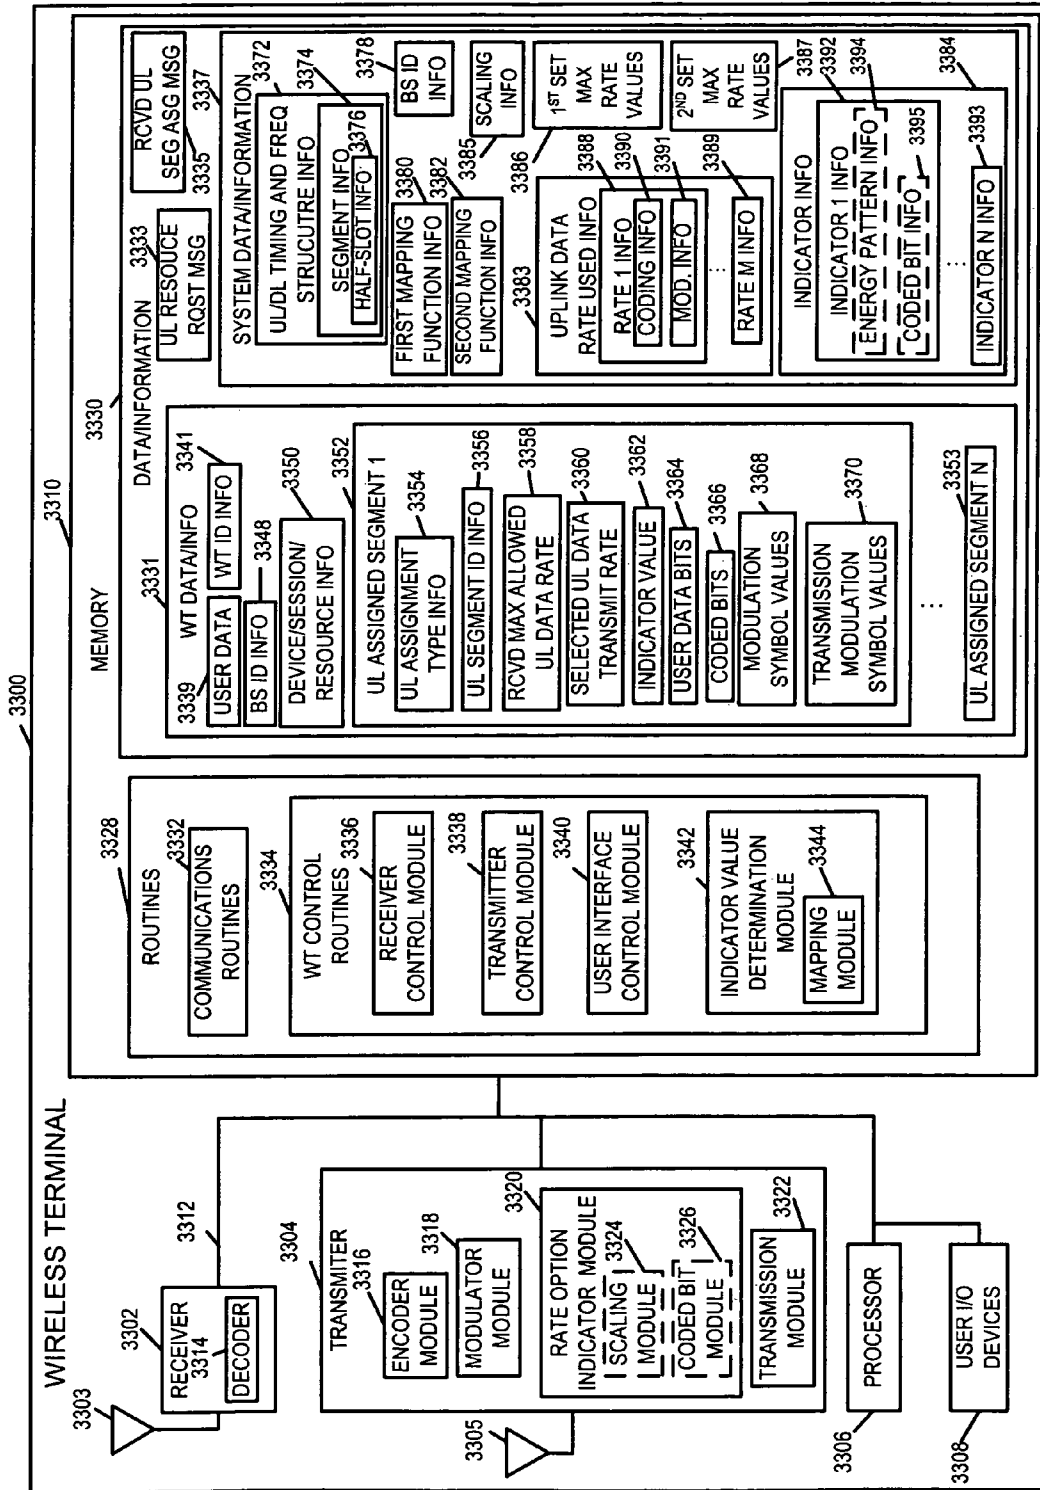 WIRELESS TERMINAL
3300
3303
3302
RECEIVER
3314
DECODER
3312
3305
3304
TRANSMITER
3316
ENCODER
MODULE
3318
MODULATOR
MODULE
3320
RATE OPTION
INDICATOR MODULE
3324
SCALING
MODULE
3326
CODED BIT
MODULE
3322
TRANSMISSION
MODULE
PROCESSOR
3306
USER I/O
DEVICES
3308
3310
MEMORY
3328
ROUTINES
3332
COMMUNICATIONS
ROUTINES
3334
WT CONTROL
ROUTINES
3336
RECEIVER
CONTROL MODULE
3338
TRANSMITTER
CONTROL MODULE
3340
USER INTERFACE
CONTROL MODULE
3342
INDICATOR VALUE
DETERMINATION
MODULE
3344
MAPPING
MODULE
3330
DATA/INFORMATION
3331
WT DATA/INFO
3339
USER DATA
3341
WT ID INFO
3348
BS ID INFO
3350
DEVICE/SESSION/
RESOURCE INFO
3352
UL ASSIGNED SEGMENT 1
3354
UL ASSIGNMENT
TYPE INFO
3356
UL SEGMENT ID INFO
3358
RCVD MAX ALLOWED
UL DATA RATE
3360
SELECTED UL DATA
TRANSMIT RATE
3362
INDICATOR VALUE
3364
USER DATA BITS
3366
CODED BITS
3368
MODULATION
SYMBOL VALUES
3370
TRANSMISSION
MODULATION
SYMBOL VALUES
...
3353
UL ASSIGNED SEGMENT N
3333
UL RESOURCE
RQST MSG
RCVD UL
SEG ASG MSG
3335
3337
SYSTEM DATA/INFORMATION
3372
UL/DL TIMING AND FREQ
STRUCUTRE INFO
3374
SEGMENT INFO
3376
HALF-SLOT INFO
3378
BS ID
INFO
3380
FIRST MAPPING
FUNCTION INFO
3382
SECOND MAPPING
FUNCTION INFO
3385
SCALING
INFO
3386
1ST SET
MAX
RATE
VALUES
3387
2ND SET
MAX
RATE
VALUES
3383
UPLINK DATA
RATE USED INFO
3388
RATE 1 INFO
3390
CODING INFO
3391
MOD. INFO
...
3389
RATE M INFO
3384
INDICATOR INFO
3392
INDICATOR 1 INFO
3394
ENERGY PATTERN INFO
3395
CODED BIT INFO
...
3393
INDICATOR N INFO